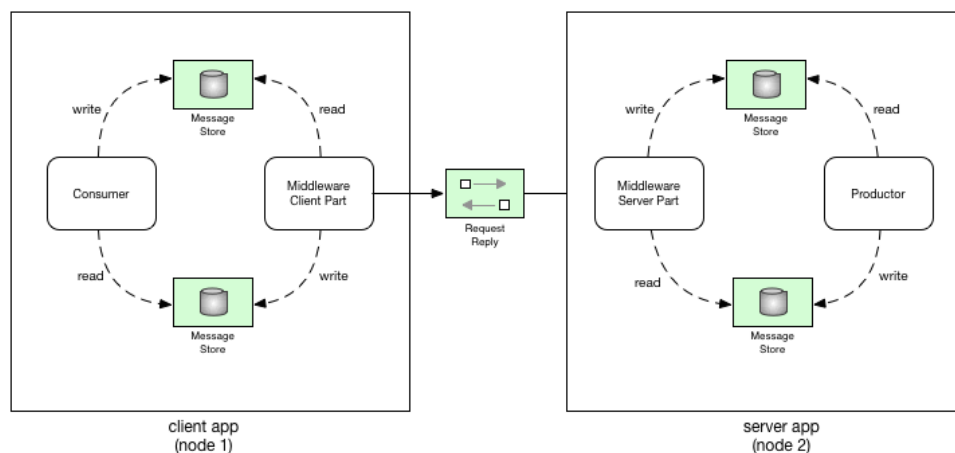 Message
Store
write
read
Consumer
Middleware
Client Part
read
write
Message
Store
client app
(node 1)
Request
Reply
Message
Store
write
read
Middleware
Server Part
Productor
read
write
Message
Store
server app
(node 2)